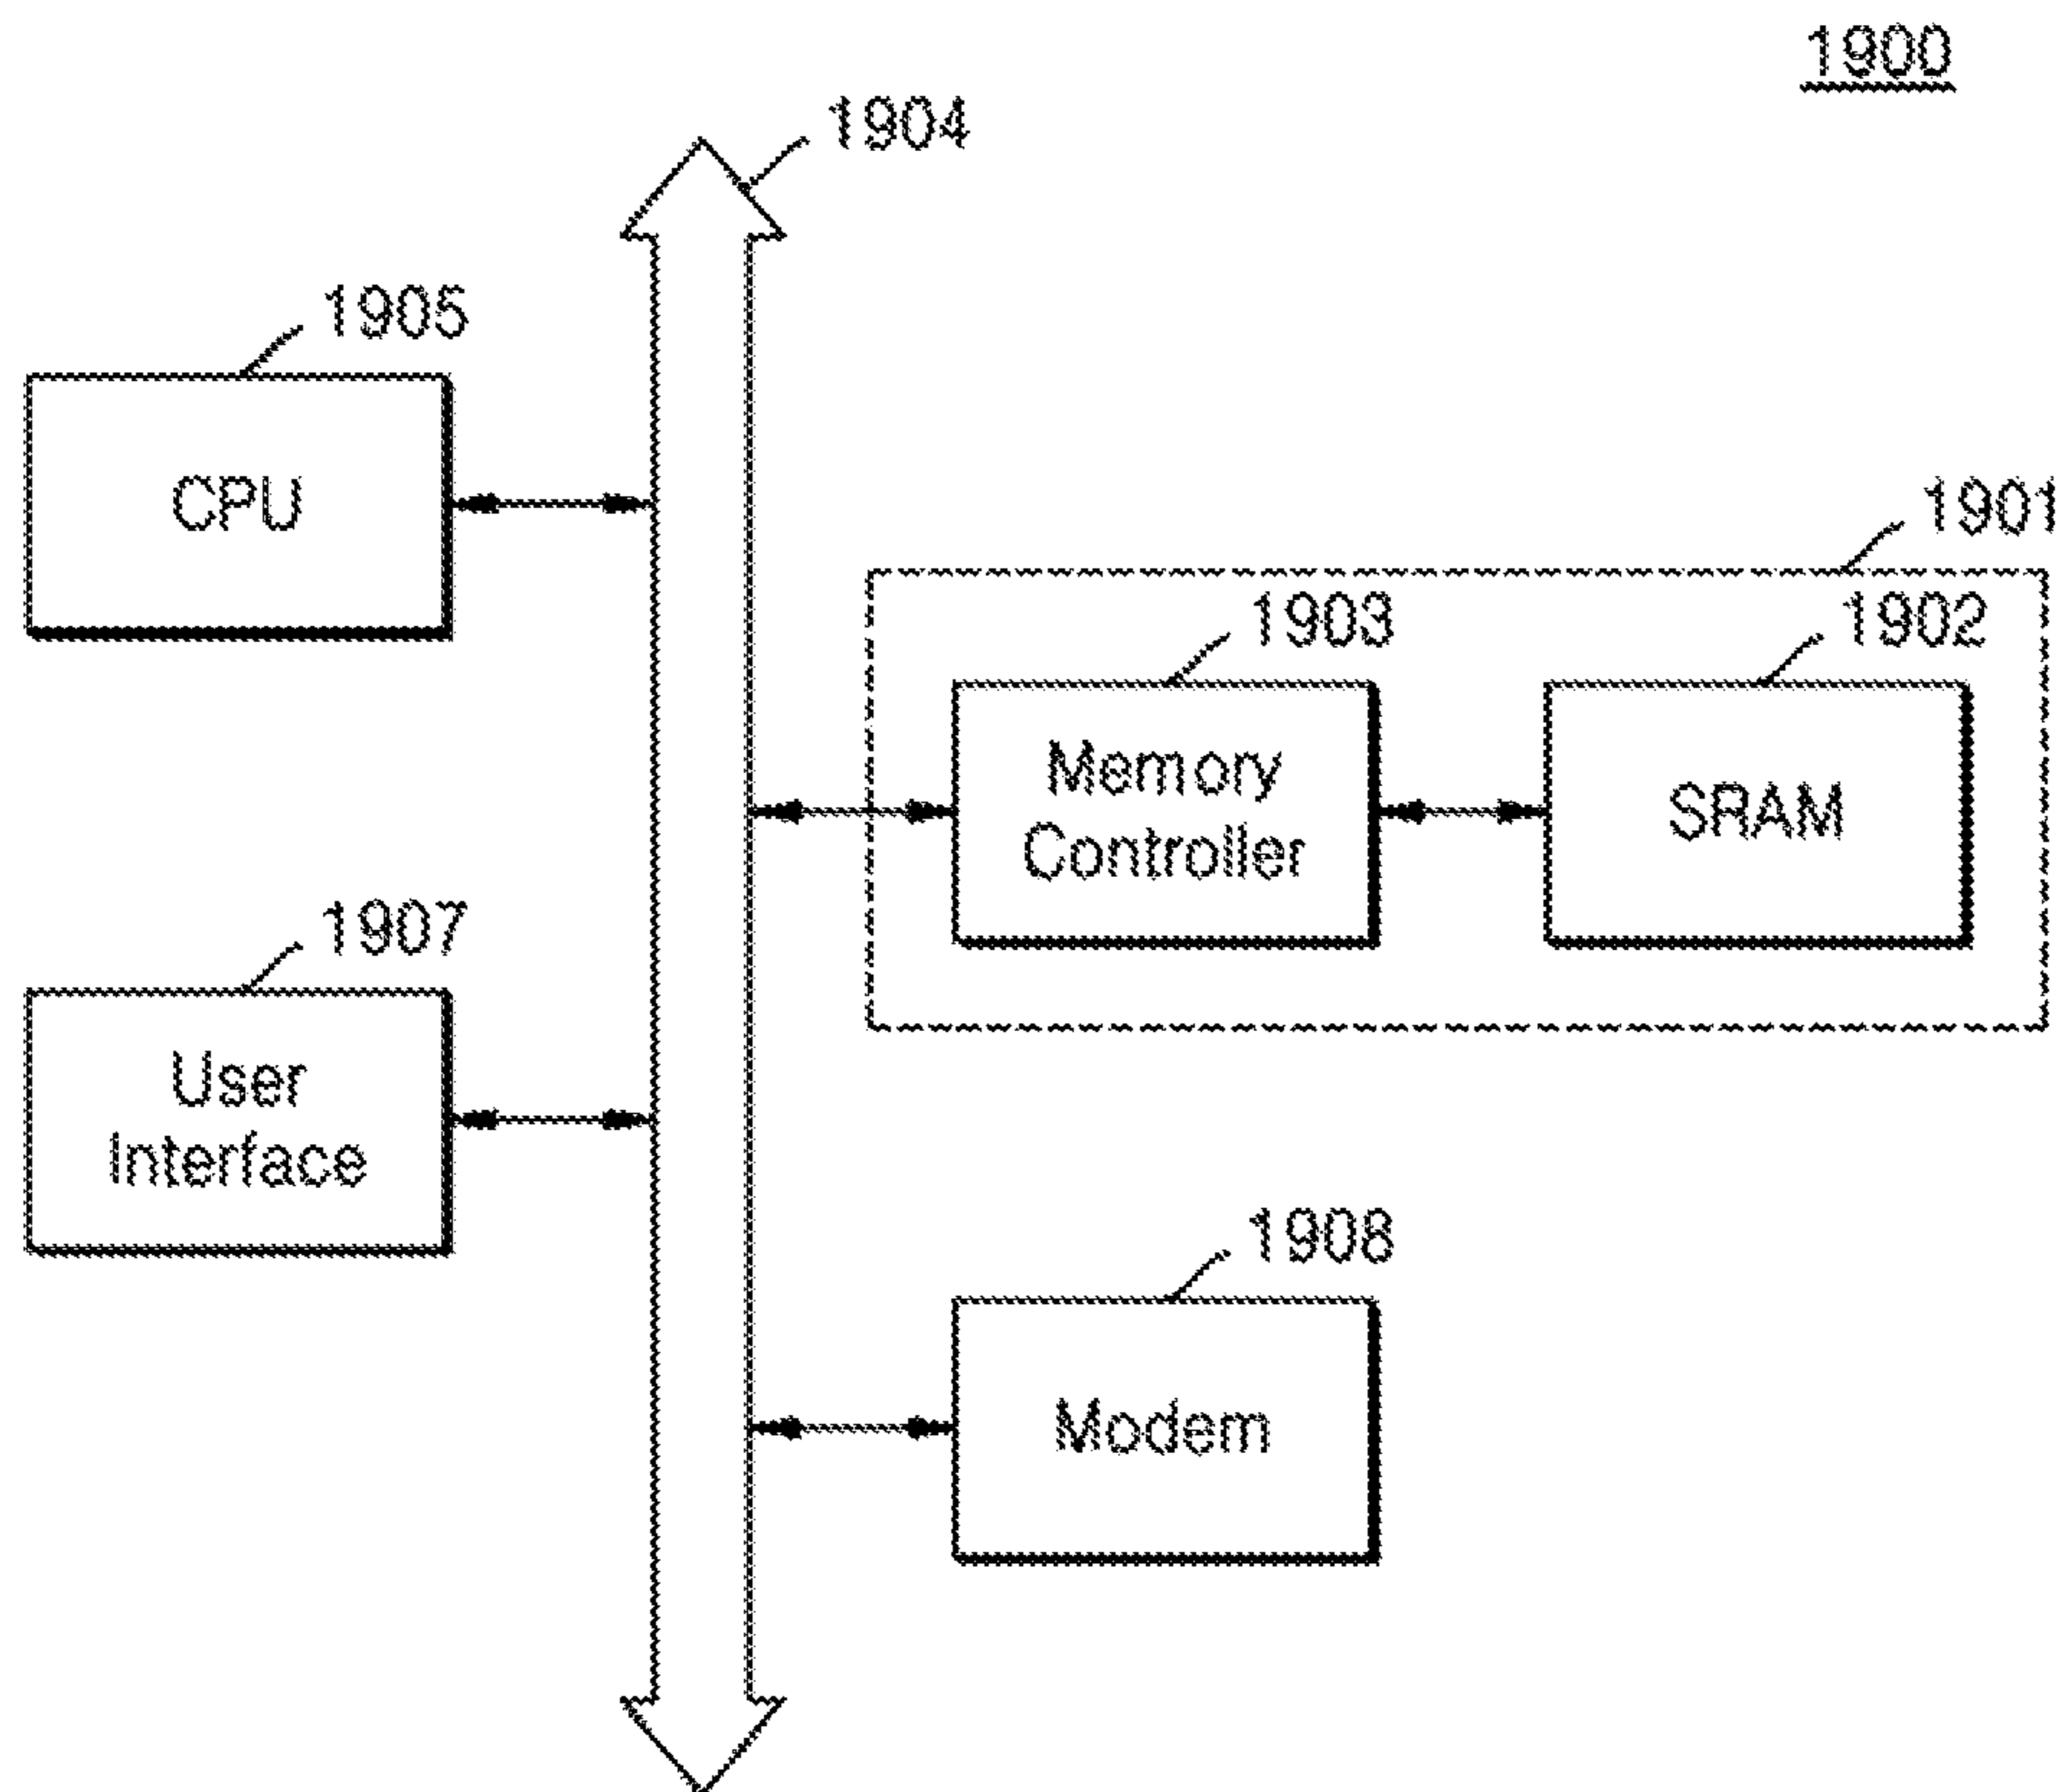 1900
1904
1905
CPU
1901
1903
1902
Memory
Controller
SRAM
1907
User
Interface
1908
Modem